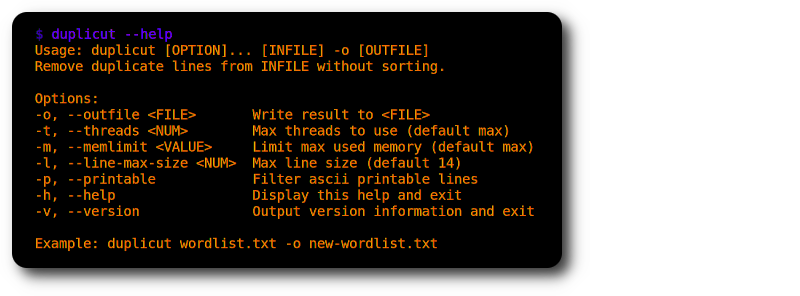 $ duplicut --help
Usage: duplicut [OPTION]... [INFILE] -o [OUTFILE]
Remove duplicate lines from INFILE without sorting.

Options:
-o, --outfile <FILE>       Write result to <FILE>
-t, --threads <NUM>        Max threads to use (default max)
-m, --memlimit <VALUE>     Limit max used memory (default max)
-l, --line-max-size <NUM>  Max line size (default 14)
-p, --printable            Filter ascii printable lines
-h, --help                 Display this help and exit
-v, --version              Output version information and exit

Example: duplicut wordlist.txt -o new-wordlist.txt